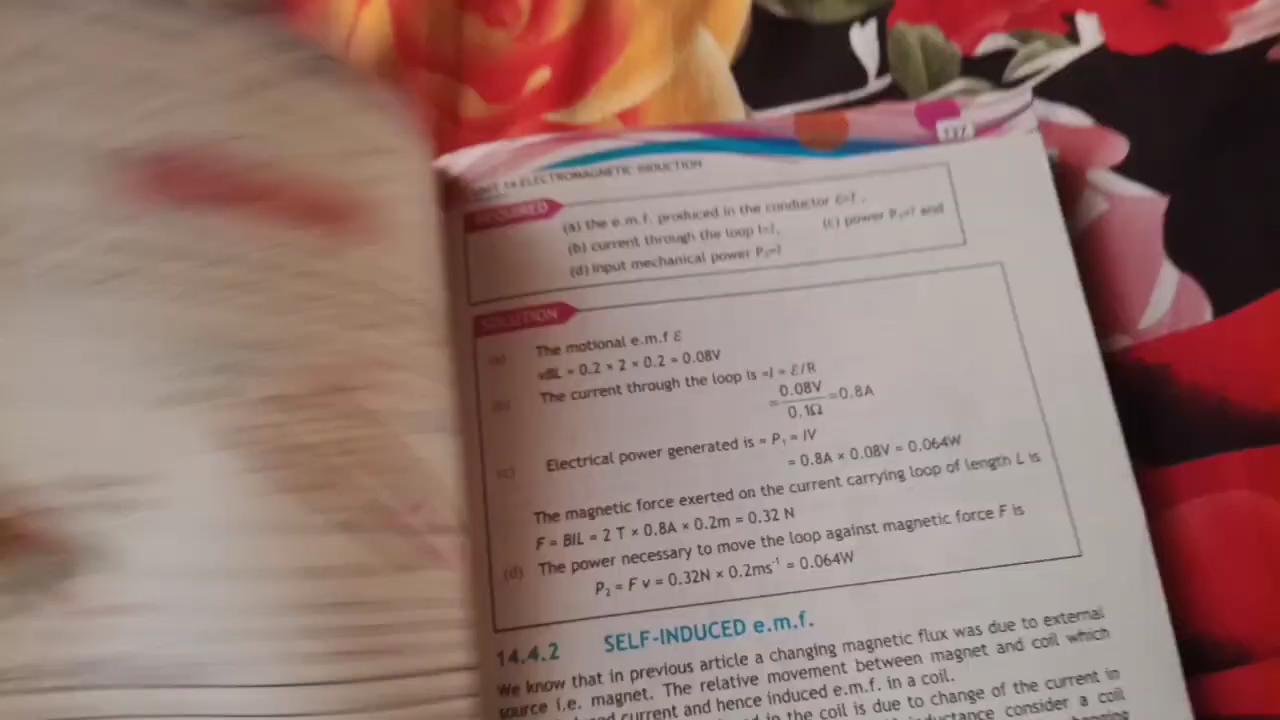 137
UNIT 14 ELECTROMAGNETIC INDUCTION
REQUIRED
(a) the e.m.f. produced in the conductor ℰ=?,
(b) current through the loop I=?, (c) power P₁=? and
(d) input mechanical power P₂=?
SOLUTION
(a) The motional e.m.f ℰ
vBL = 0.2 × 2 × 0.2 = 0.08V
(b) The current through the loop is =I = ℰ/R
= 0.08V / 0.1Ω = 0.8A
(c) Electrical power generated is = P₁ = IV
= 0.8A × 0.08V = 0.064W
The magnetic force exerted on the current carrying loop of length L is
F = BIL = 2 T × 0.8A × 0.2m = 0.32 N
(d) The power necessary to move the loop against magnetic force F is
P₂ = F v = 0.32N × 0.2ms⁻¹ = 0.064W
14.4.2 SELF-INDUCED e.m.f.
We know that in previous article a changing magnetic flux was due to external
source i.e. magnet. The relative movement between magnet and coil which
current and hence induced e.m.f. in a coil.
in the coil is due to change of the current in
consider a coil